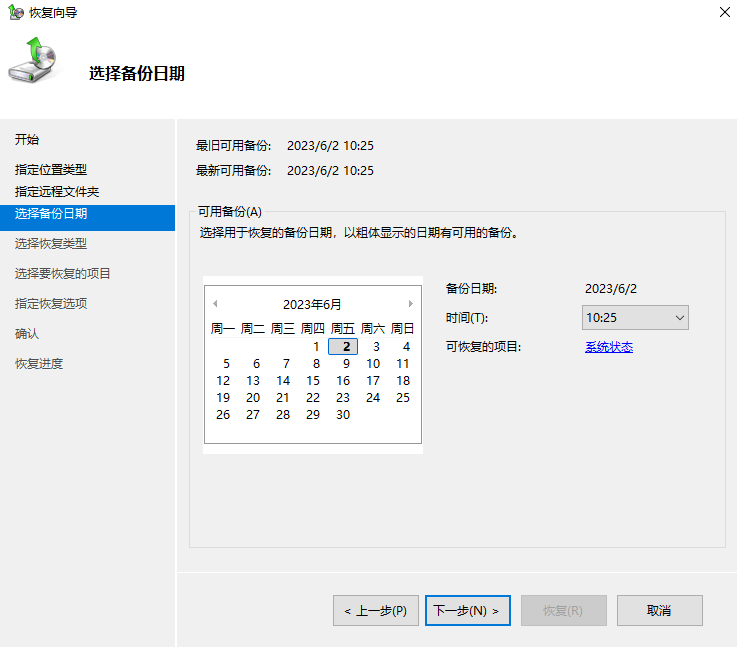 恢复向导
选择备份日期
开始
指定位置类型
指定远程文件夹
选择备份日期
选择恢复类型
选择要恢复的项目
指定恢复选项
确认
恢复进度
最旧可用备份: 2023/6/2 10:25
最新可用备份: 2023/6/2 10:25
可用备份(A)
选择用于恢复的备份日期，以粗体显示的日期有可用的备份。
2023年6月
周一 周二 周三 周四 周五 周六 周日
1 2 3 4
5 6 7 8 9 10 11
12 13 14 15 16 17 18
19 20 21 22 23 24 25
26 27 28 29 30
备份日期: 2023/6/2
时间(T): 10:25
可恢复的项目: 系统状态
< 上一步(P) 下一步(N) > 恢复(R) 取消